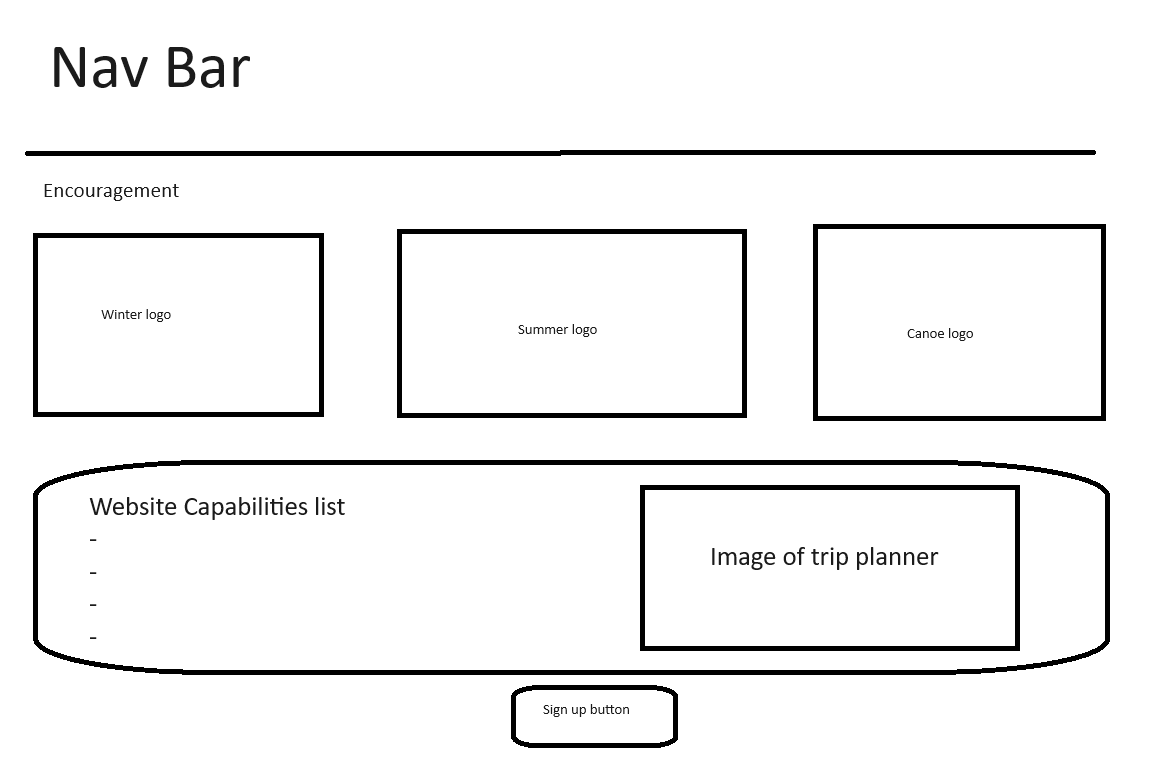 Nav Bar
Encouragement
Winter logo
Summer logo
Canoe logo
Website Capabilities list
-
-
-
-
Image of trip planner
Sign up button